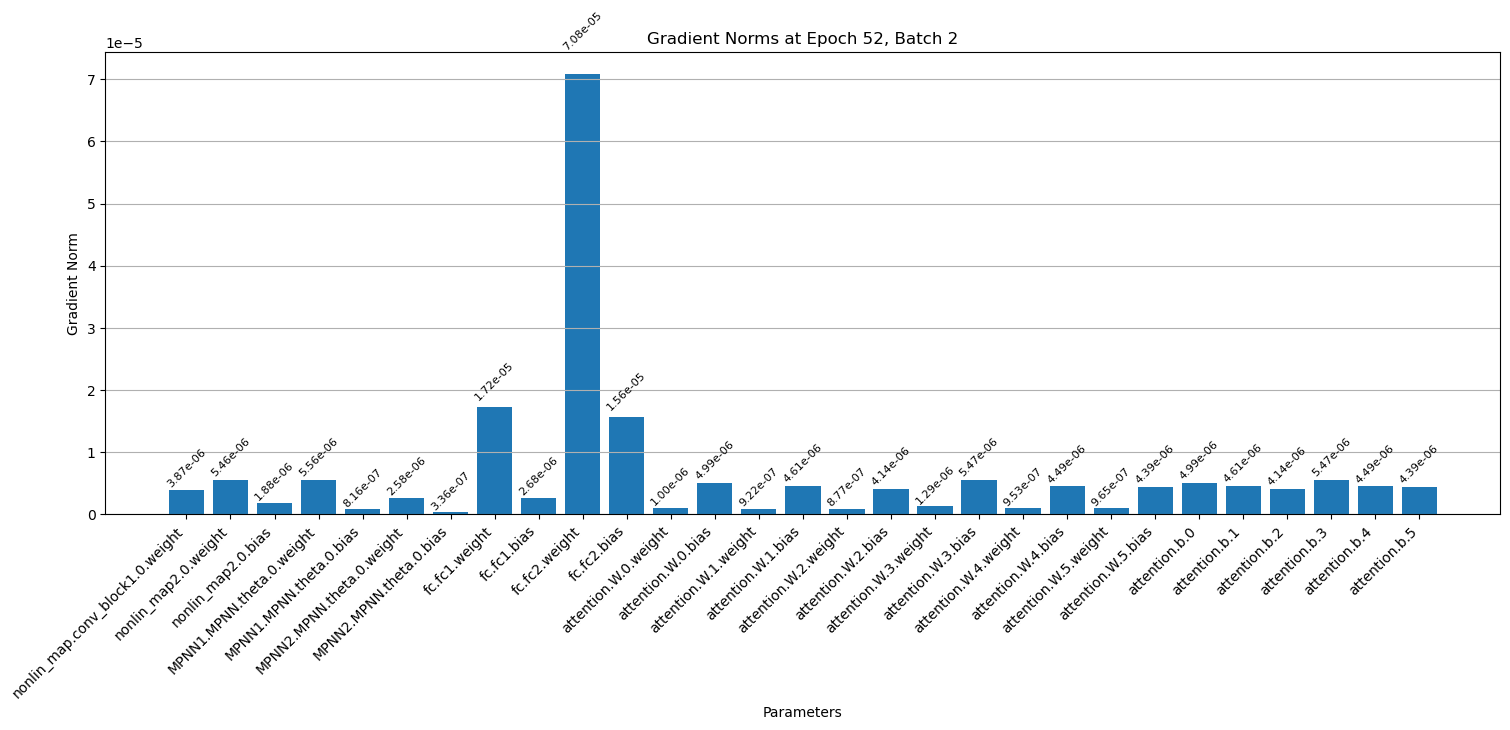 Gradient Norms at Epoch 52, Batch 2
1e−5
Gradient Norm
7
6
5
4
3
2
1
0
3.87e-06
5.46e-06
1.88e-06
5.56e-06
8.16e-07
2.58e-06
3.36e-07
1.72e-05
2.68e-06
7.08e-05
1.56e-05
1.00e-06
4.99e-06
9.22e-07
4.61e-06
8.77e-07
4.14e-06
1.29e-06
5.47e-06
9.53e-07
4.49e-06
9.65e-07
4.39e-06
4.99e-06
4.61e-06
4.14e-06
5.47e-06
4.49e-06
4.39e-06
nonlin_map.conv_block1.0.weight
nonlin_map2.0.weight
nonlin_map2.0.bias
MPNN1.MPNN.theta.0.weight
MPNN1.MPNN.theta.0.bias
MPNN2.MPNN.theta.0.weight
MPNN2.MPNN.theta.0.bias
fc.fc1.weight
fc.fc1.bias
fc.fc2.weight
fc.fc2.bias
attention.W.0.weight
attention.W.0.bias
attention.W.1.weight
attention.W.1.bias
attention.W.2.weight
attention.W.2.bias
attention.W.3.weight
attention.W.3.bias
attention.W.4.weight
attention.W.4.bias
attention.W.5.weight
attention.W.5.bias
attention.b.0
attention.b.1
attention.b.2
attention.b.3
attention.b.4
attention.b.5
Parameters